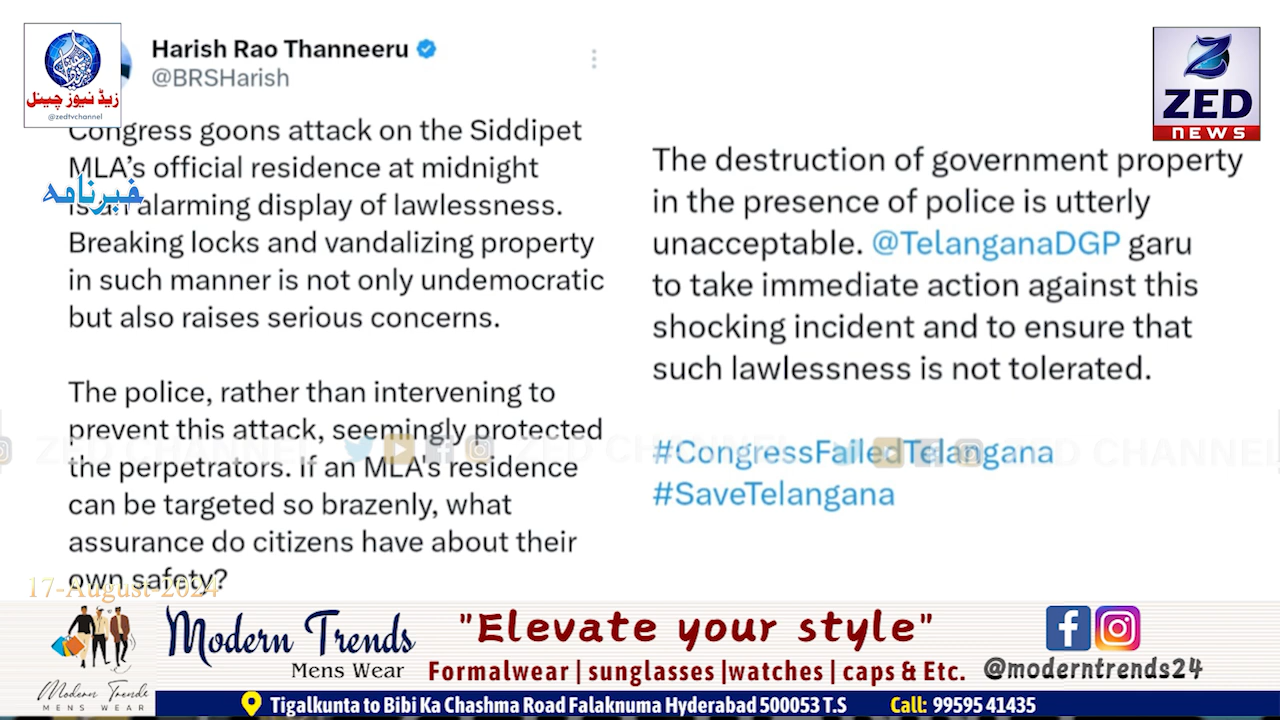 Harish Rao Thanneeru
@BRSHarish
زیڈ نیوز چینل
@zedtvchannel
خبرنامہ
Congress goons attack on the Siddipet
MLA's official residence at midnight
is an alarming display of lawlessness.
Breaking locks and vandalizing property
in such manner is not only undemocratic
but also raises serious concerns.
The police, rather than intervening to
prevent this attack, seemingly protected
the perpetrators. If an MLA's residence
can be targeted so brazenly, what
assurance do citizens have about their
own safety?
ZED
NEWS
The destruction of government property
in the presence of police is utterly
unacceptable. @TelanganaDGP garu
to take immediate action against this
shocking incident and to ensure that
such lawlessness is not tolerated.
#CongressFailedTelangana
#SaveTelangana
ZED CHANNEL ZED CHANNEL ZED CHANNEL
17-August-2024
Modern Trends
MENS WEAR
Modern Trends
Mens Wear
"Elevate your style"
Formalwear | sunglasses |watches | caps & Etc.
@moderntrends24
Tigalkunta to Bibi Ka Chashma Road Falaknuma Hyderabad 500053 T.S Call: 99595 41435